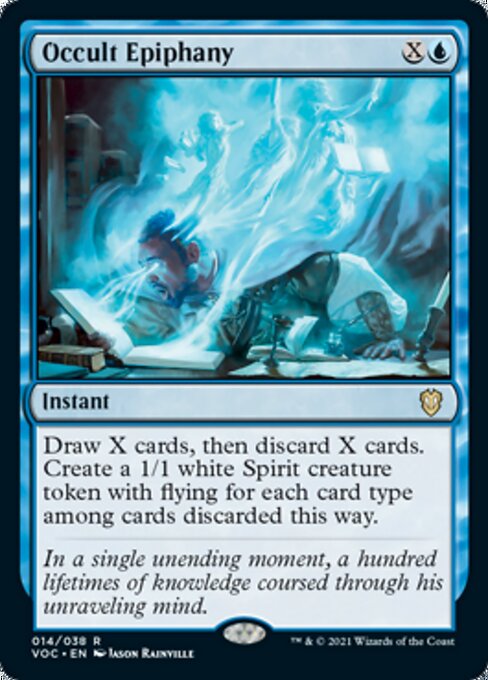 Occult Epiphany X
Instant
Draw X cards, then discard X cards.
Create a 1/1 white Spirit creature
token with flying for each card type
among cards discarded this way.
In a single unending moment, a hundred
lifetimes of knowledge coursed through his
unraveling mind.
014/038 R
VOC • EN Jason Rainville
™ & © 2021 Wizards of the Coast